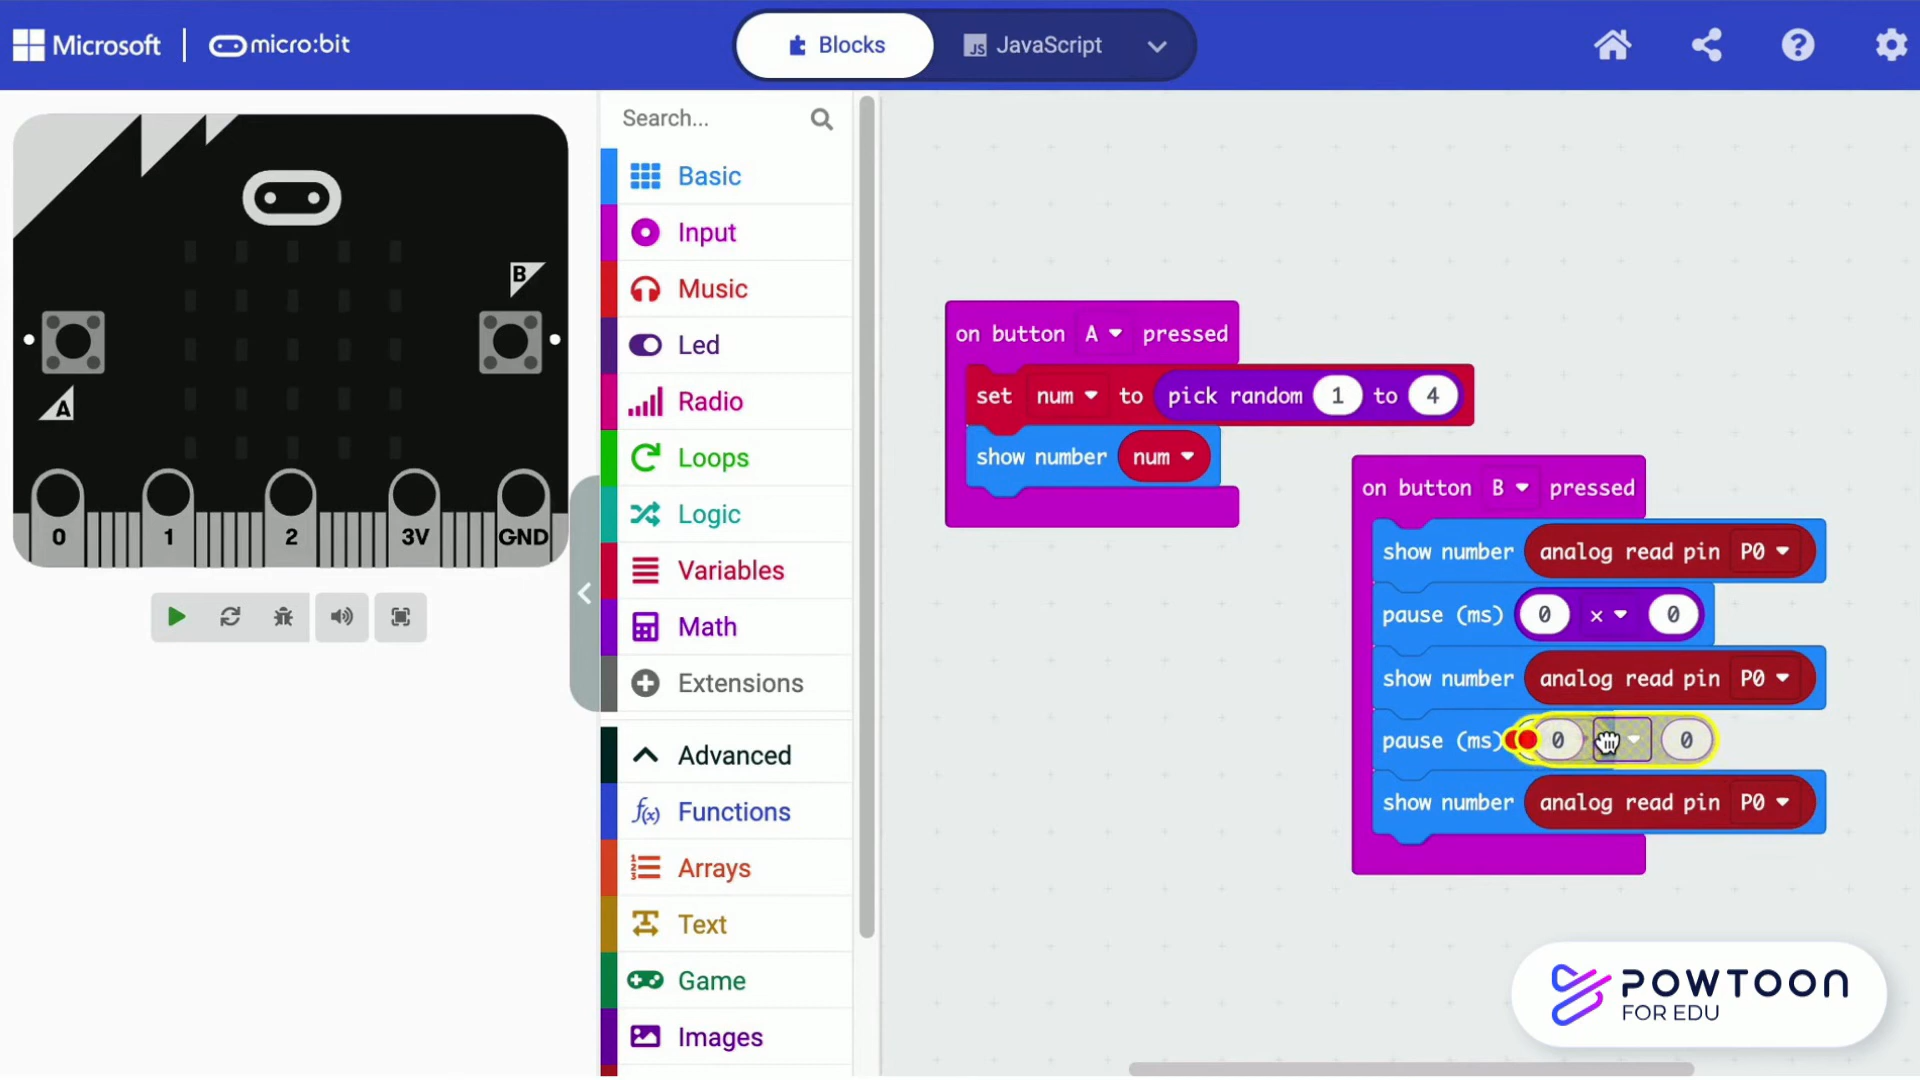 Microsoft | micro:bit
Blocks
JS JavaScript
Search...
Basic
Input
Music
Led
Radio
Loops
Logic
Variables
Math
Extensions
Advanced
f(x) Functions
Arrays
Text
Game
Images
A
B
0 1 2 3V GND
on button A pressed
set num to pick random 1 to 4
show number num
on button B pressed
show number analog read pin P0
pause (ms) 0 × 0
show number analog read pin P0
pause (ms) 0 0
show number analog read pin P0
POWTOON
FOR EDU